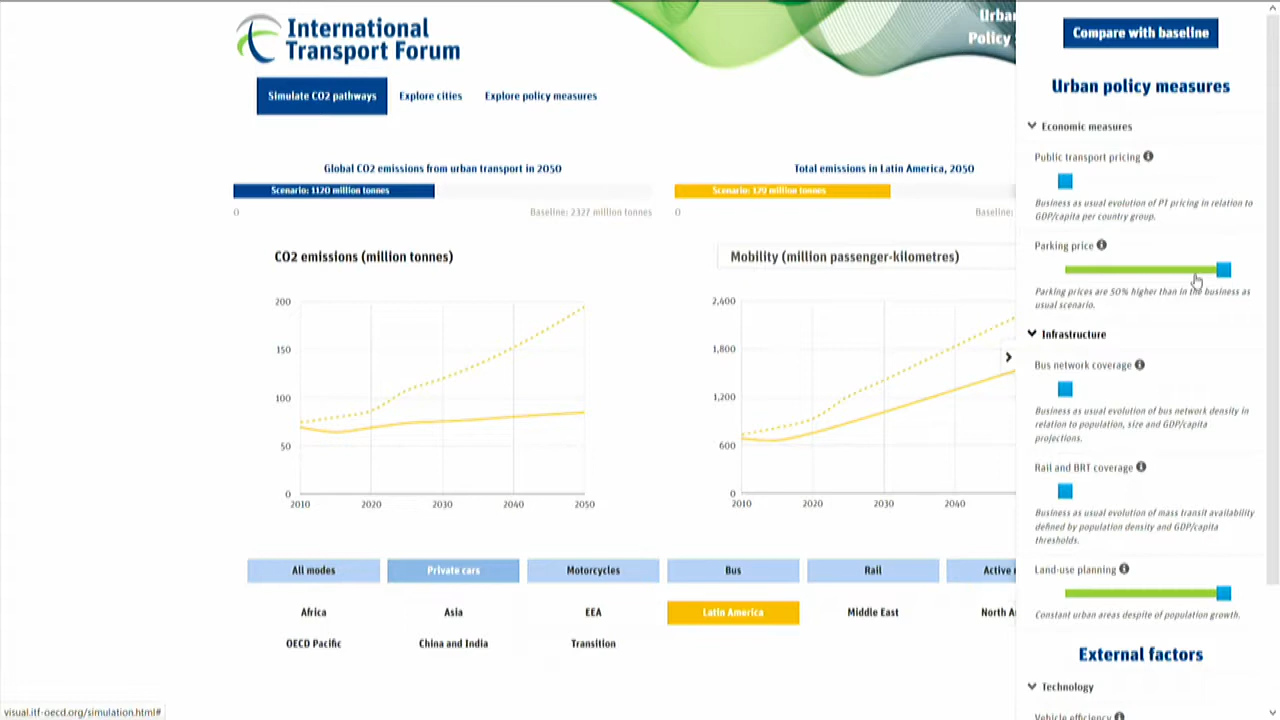 International
Transport Forum
Urba
Policy
Compare with baseline
Simulate CO2 pathways
Explore cities
Explore policy measures
Urban policy measures
Economic measures
Public transport pricing
Business as usual evolution of PT pricing in relation to
GDP/capita per country group.
Parking price
Parking prices are 50% higher than in the business as
usual scenario.
Infrastructure
Bus network coverage
Business as usual evolution of bus network density in
relation to population, size and GDP/capita
projections.
Rail and BRT coverage
Business as usual evolution of mass transit availability
defined by population density and GDP/capita
thresholds.
Land-use planning
Constant urban areas despite of population growth.
External factors
Technology
Vehicle efficiency
Global CO2 emissions from urban transport in 2050
Scenario: 1120 million tonnes
0
Baseline: 2327 million tonnes
Total emissions in Latin America, 2050
Scenario: 170 million tonnes
0
Baseline:
CO2 emissions (million tonnes)
200
150
100
50
0
2010 2020 2030 2040 2050
Mobility (million passenger-kilometres)
2,400
1,800
1,200
600
0
2010 2020 2030 2040
All modes
Private cars
Motorcycles
Bus
Rail
Active
Africa
Asia
EEA
Latin America
Middle East
North A
OECD Pacific
China and India
Transition
visual.itf-oecd.org/simulation.html#